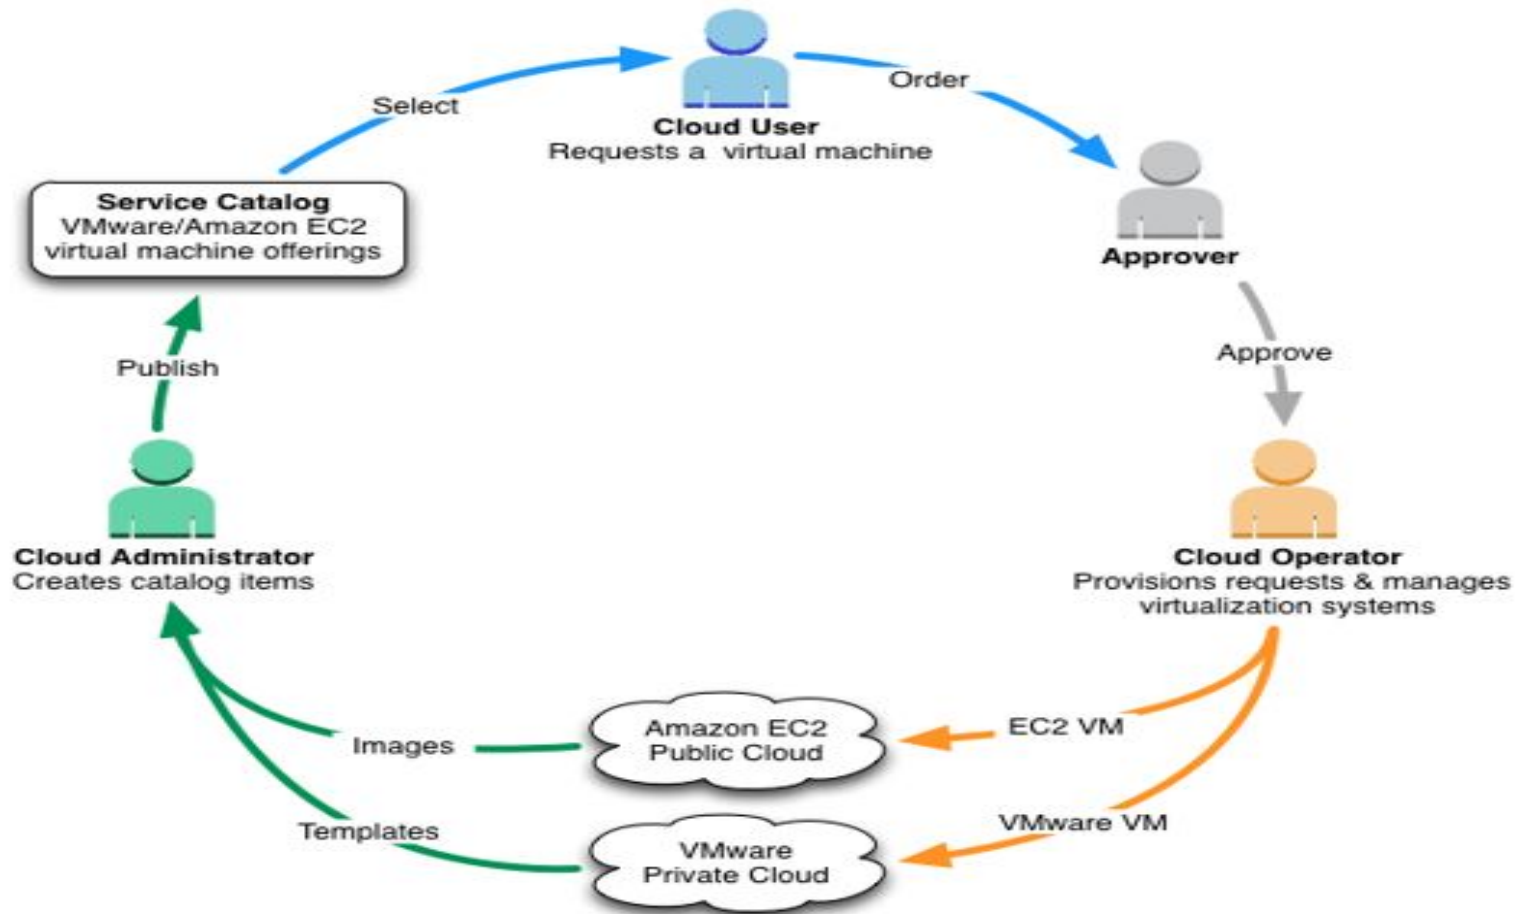 Select
Order
Cloud User
Requests a virtual machine
Service Catalog
VMware/Amazon EC2
virtual machine offerings
Approver
Publish
Approve
Cloud Administrator
Creates catalog items
Cloud Operator
Provisions requests & manages
virtualization systems
Images
Amazon EC2
Public Cloud
EC2 VM
Templates
VMware
Private Cloud
VMware VM